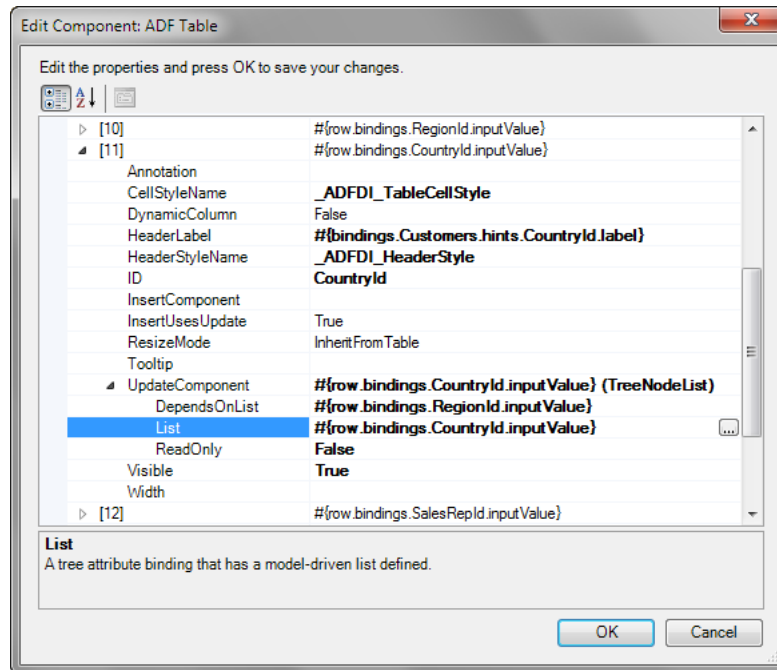 Edit Component: ADF Table
Edit the properties and press OK to save your changes.
[10] #{row.bindings.RegionId.inputValue}
[11] #{row.bindings.CountryId.inputValue}
Annotation
CellStyleName _ADFDI_TableCellStyle
DynamicColumn False
HeaderLabel #{bindings.Customers.hints.CountryId.label}
HeaderStyleName _ADFDI_HeaderStyle
ID CountryId
InsertComponent
InsertUsesUpdate True
ResizeMode InheritFromTable
Tooltip
UpdateComponent #{row.bindings.CountryId.inputValue} (TreeNodeList)
DependsOnList #{row.bindings.RegionId.inputValue}
List #{row.bindings.CountryId.inputValue} ...
ReadOnly False
Visible True
Width
[12] #{row.bindings.SalesRepId.inputValue}
List
A tree attribute binding that has a model-driven list defined.
OK Cancel